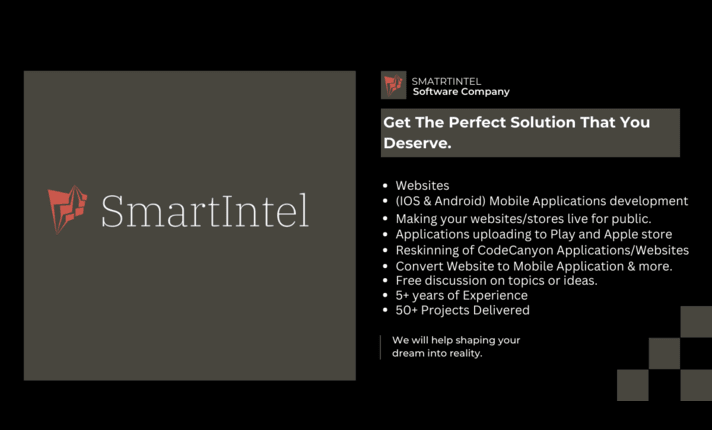 SmartIntel
SMATRTINTEL
Software Company
Get The Perfect Solution That You
Deserve.
• Websites
• (IOS & Android) Mobile Applications development
• Making your websites/stores live for public.
• Applications uploading to Play and Apple store
• Reskinning of CodeCanyon Applications/Websites
• Convert Website to Mobile Application & more.
• Free discussion on topics or ideas.
• 5+ years of Experience
• 50+ Projects Delivered
We will help shaping your
dream into reality.